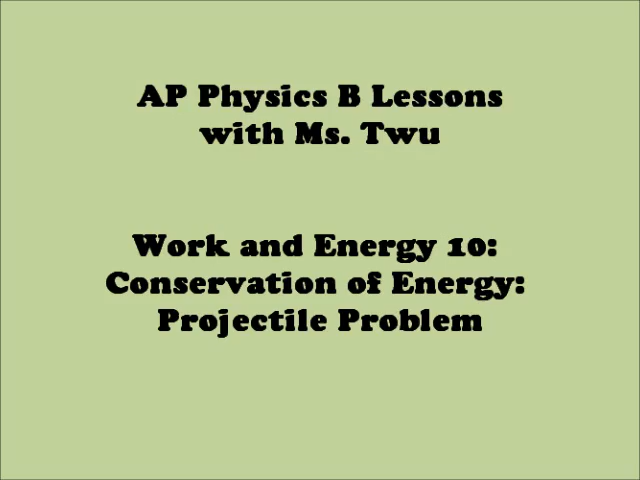 AP Physics B Lessons
with Ms. Twu
Work and Energy 10:
Conservation of Energy:
Projectile Problem